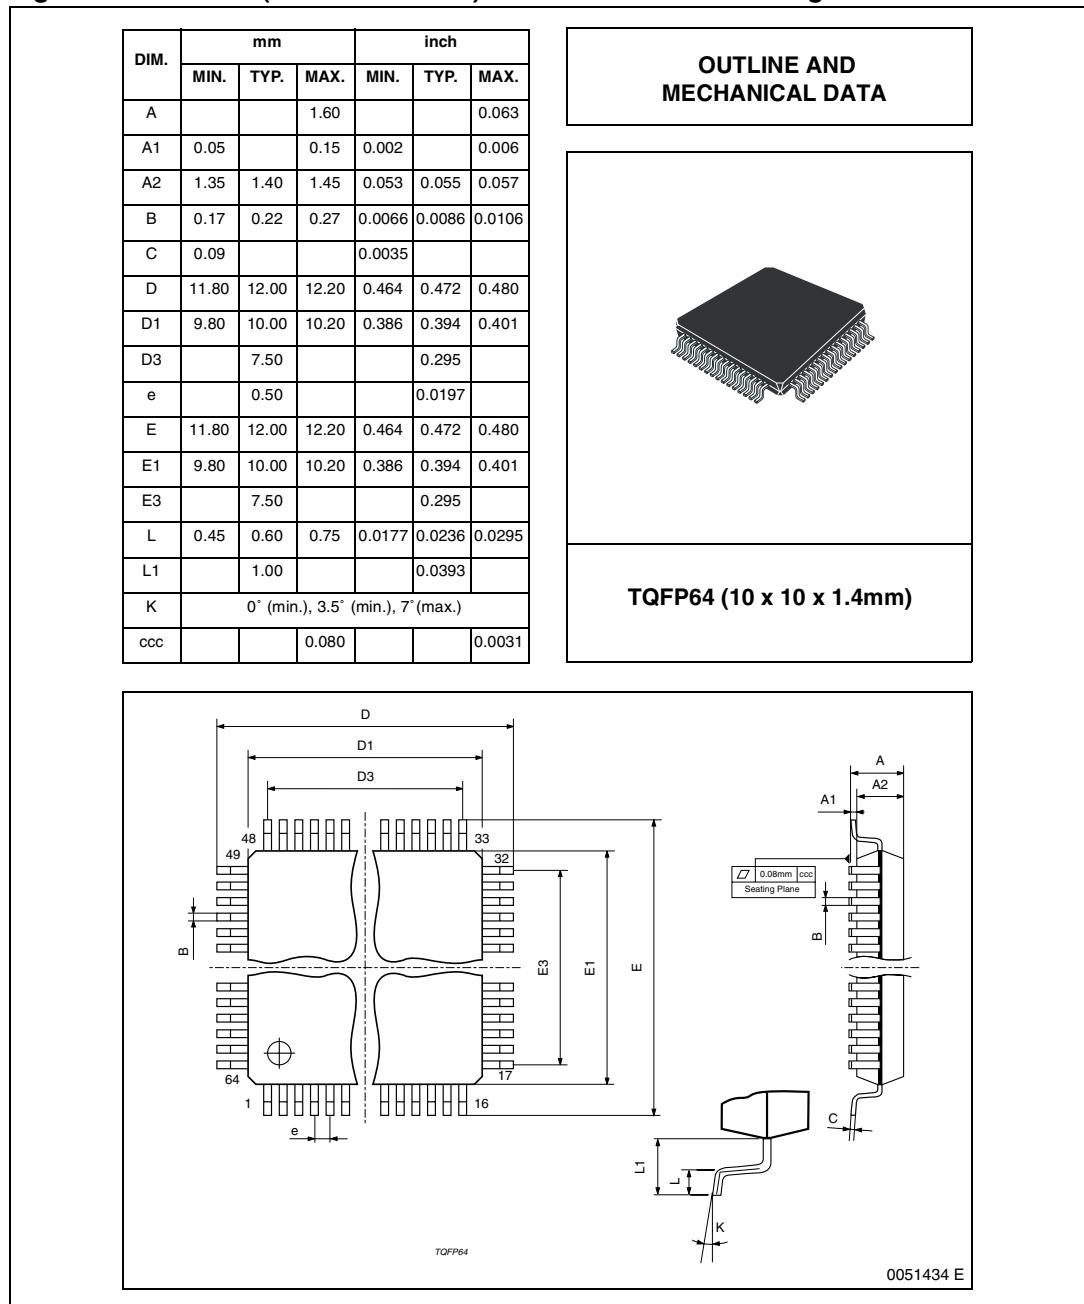 DIM. mm inch
MIN. TYP. MAX. MIN. TYP. MAX.
A 1.60 0.063
A1 0.05 0.15 0.002 0.006
A2 1.35 1.40 1.45 0.053 0.055 0.057
B 0.17 0.22 0.27 0.0066 0.0086 0.0106
C 0.09 0.0035
D 11.80 12.00 12.20 0.464 0.472 0.480
D1 9.80 10.00 10.20 0.386 0.394 0.401
D3 7.50 0.295
e 0.50 0.0197
E 11.80 12.00 12.20 0.464 0.472 0.480
E1 9.80 10.00 10.20 0.386 0.394 0.401
E3 7.50 0.295
L 0.45 0.60 0.75 0.0177 0.0236 0.0295
L1 1.00 0.0393
K 0˚ (min.), 3.5˚ (min.), 7˚(max.)
ccc 0.080 0.0031
OUTLINE AND
MECHANICAL DATA
TQFP64 (10 x 10 x 1.4mm)
D
D1
D3
A
A2
A1
48
33
49
32
0.08mm ccc
Seating Plane
B
B
E3
E1
E
64
17
1
16
e
C
L1
L
K
TQFP64
0051434 E